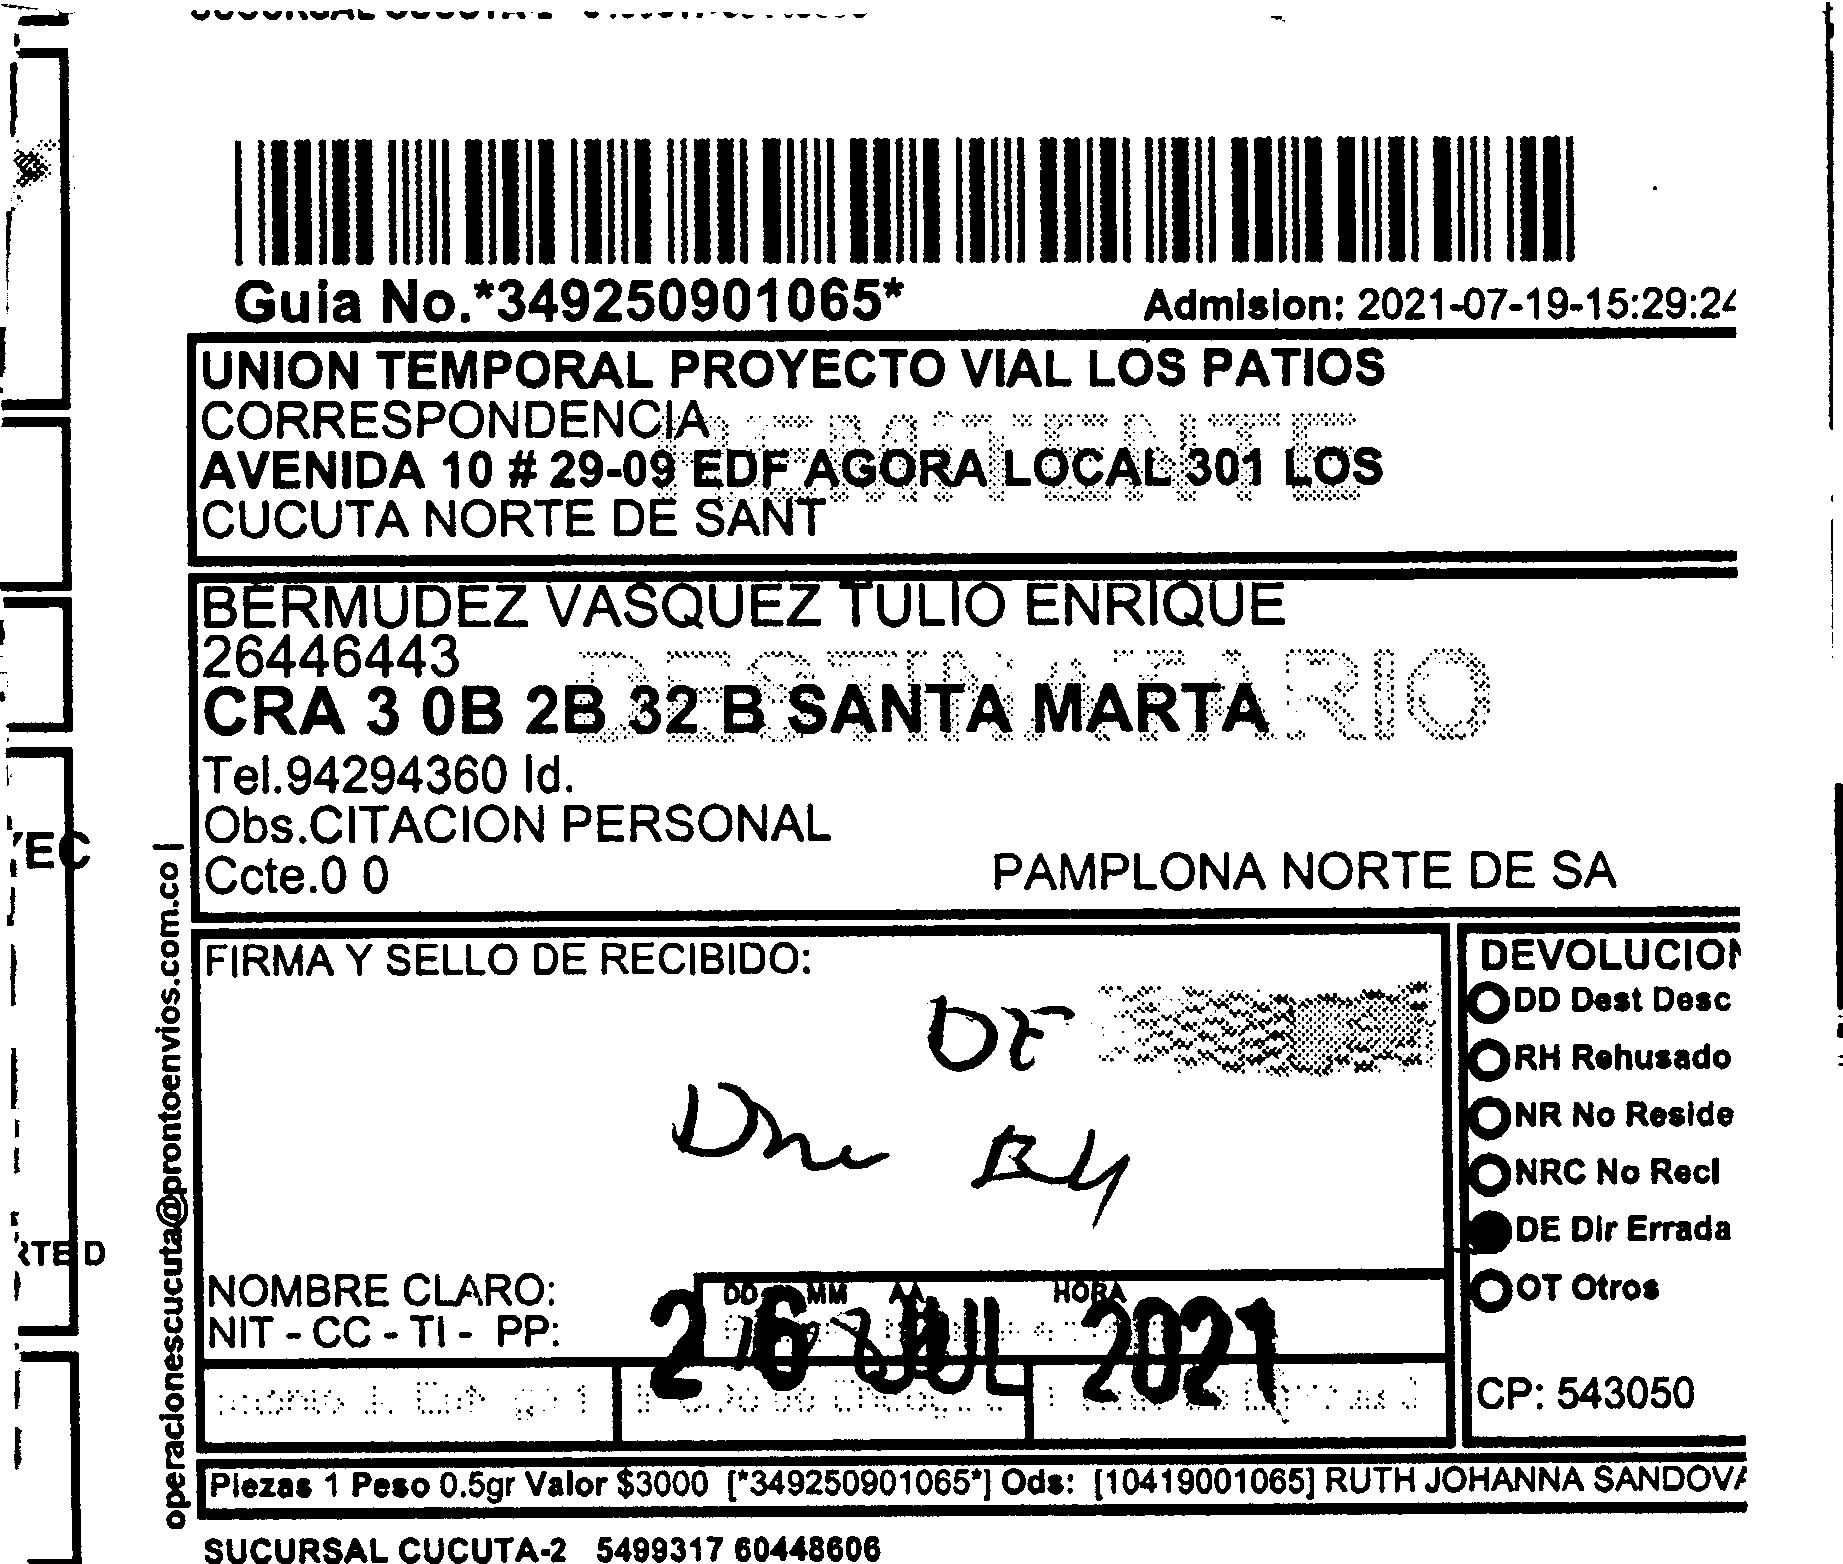 Guia No.*349250901065*
Admision: 2021-07-19-15:29:24
UNION TEMPORAL PROYECTO VIAL LOS PATIOS
CORRESPONDENCIA
REMITENTE
AVENIDA 10 # 29-09 EDF AGORA LOCAL 301 LOS
CUCUTA NORTE DE SANT
BERMUDEZ VASQUEZ TULIO ENRIQUE
26446443
DESTINATARIO
CRA 3 0B 2B 32 B SANTA MARTA
Tel.94294360 Id.
Obs.CITACION PERSONAL
Ccte.0 0
PAMPLONA NORTE DE SA
operacionescucuta@prontoenvios.com.co |
FIRMA Y SELLO DE RECIBIDO:
DE
NOMBRE CLARO:
NIT - CC - TI - PP:
DD MM AA HORA
26 JUL 2021
DEVOLUCION
DD Dest Desc
RH Rehusado
NR No Reside
NRC No Recl
DE Dir Errada
OT Otros
CP: 543050
Piezas 1 Peso 0.5gr Valor $3000 [*349250901065*] Ods: [10419001065] RUTH JOHANNA SANDOVA
SUCURSAL CUCUTA-2 5499317 60448606